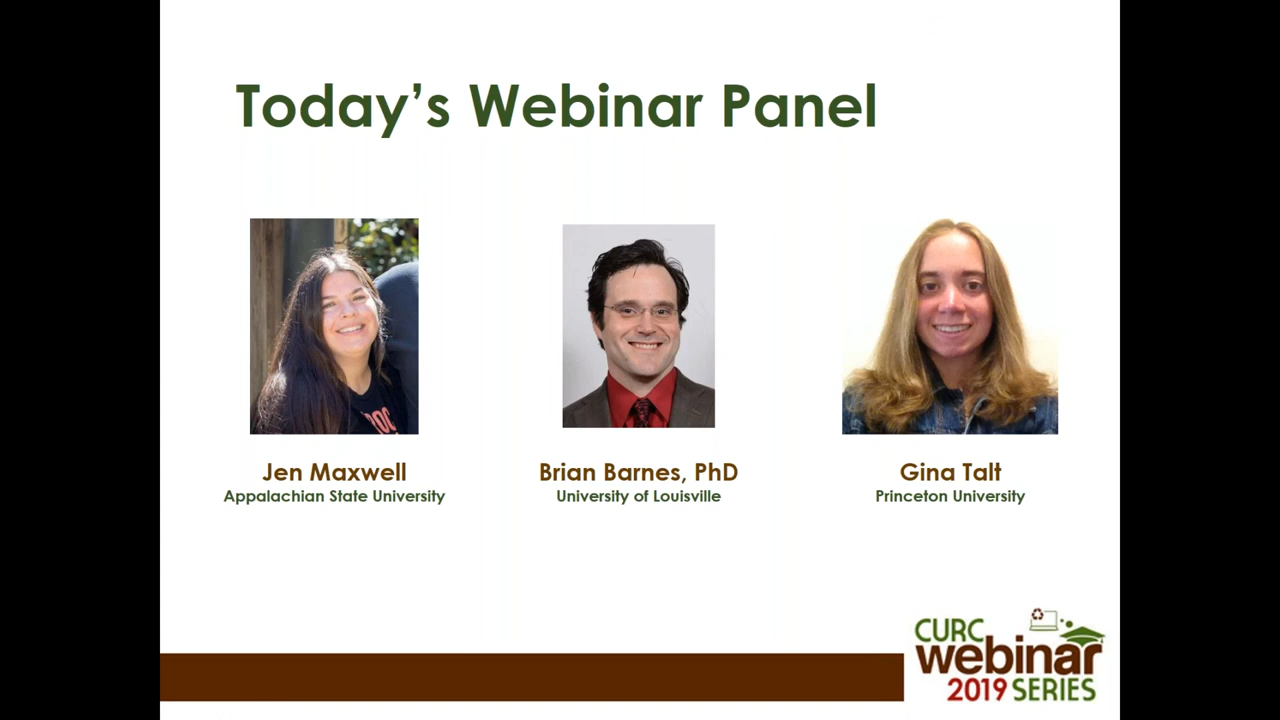 Today's Webinar Panel
Jen Maxwell
Appalachian State University
Brian Barnes, PhD
University of Louisville
Gina Talt
Princeton University
CURC
webinar
2019 SERIES